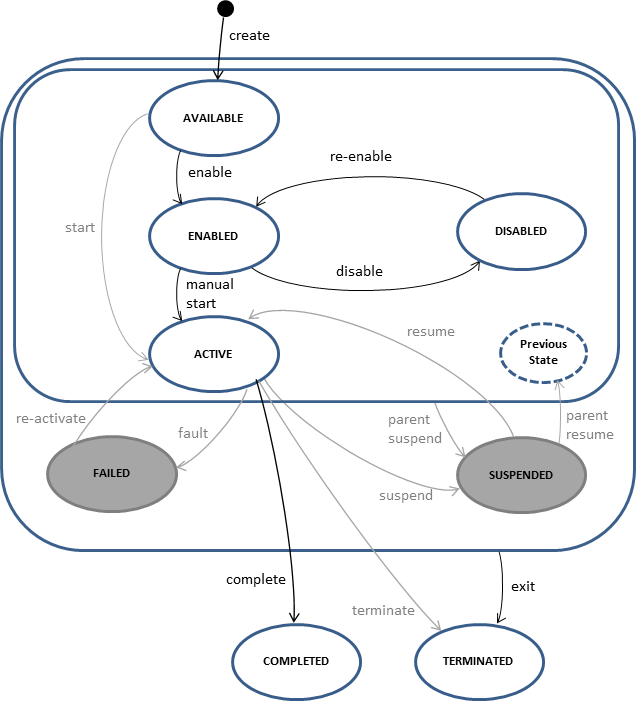 create
AVAILABLE
re-enable
enable
start
ENABLED
DISABLED
disable
manual
start
resume
ACTIVE
Previous
State
re-activate
fault
parent
suspend
parent
resume
FAILED
SUSPENDED
suspend
complete
exit
terminate
COMPLETED
TERMINATED